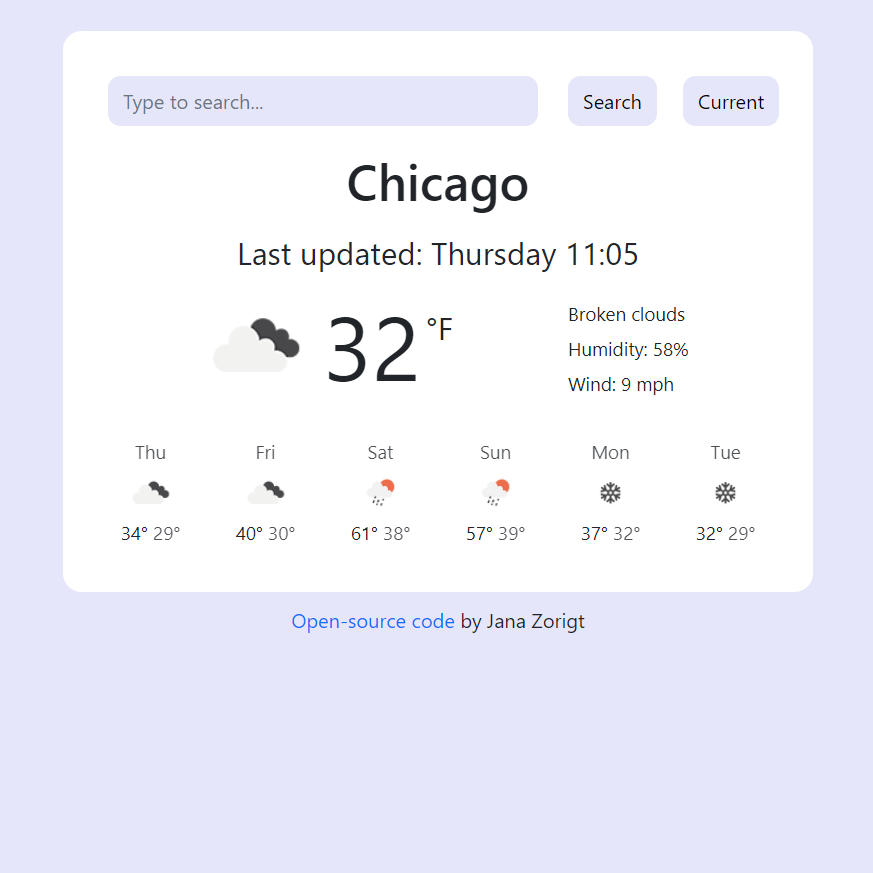 Type to search...
Search
Current
Chicago
Last updated: Thursday 11:05
32 °F
Broken clouds
Humidity: 58%
Wind: 9 mph
Thu Fri Sat Sun Mon Tue
34° 29° 40° 30° 61° 38° 57° 39° 37° 32° 32° 29°
Open-source code by Jana Zorigt